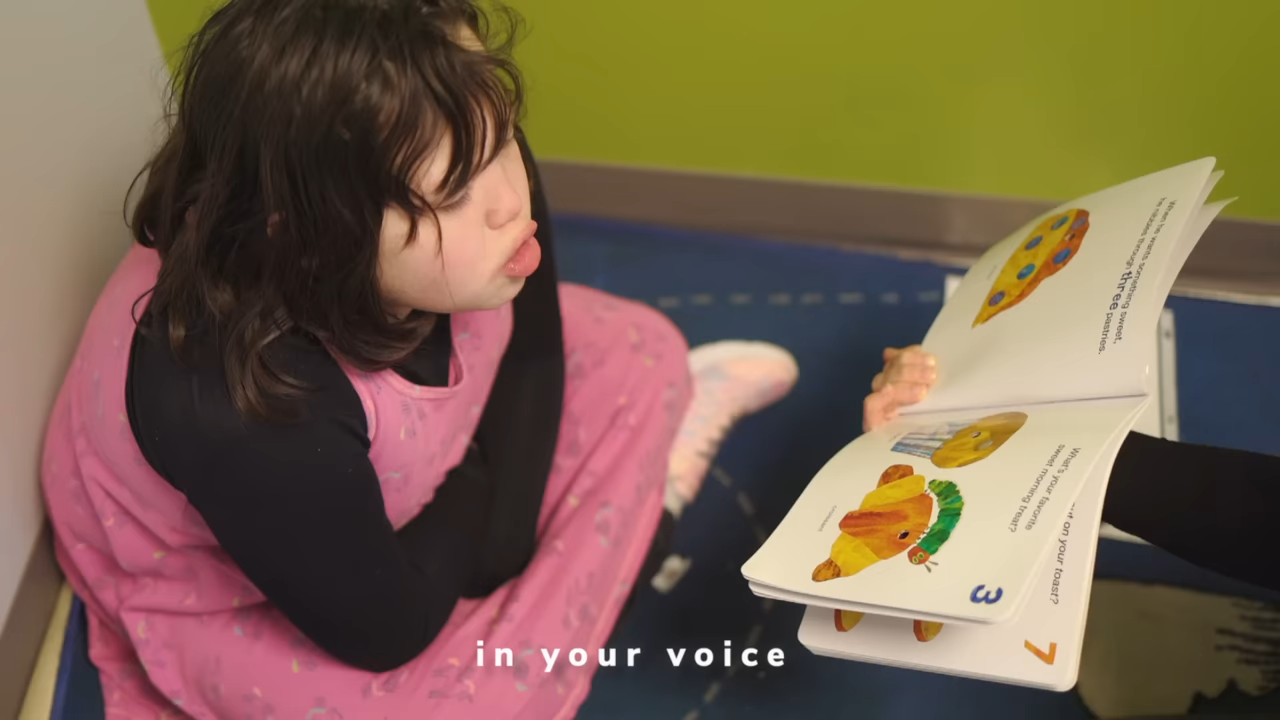 When he wants something sweet,
he nibbles through three pastries.
What's your favorite
sweet morning treat?
3
on your toast?
7
in your voice